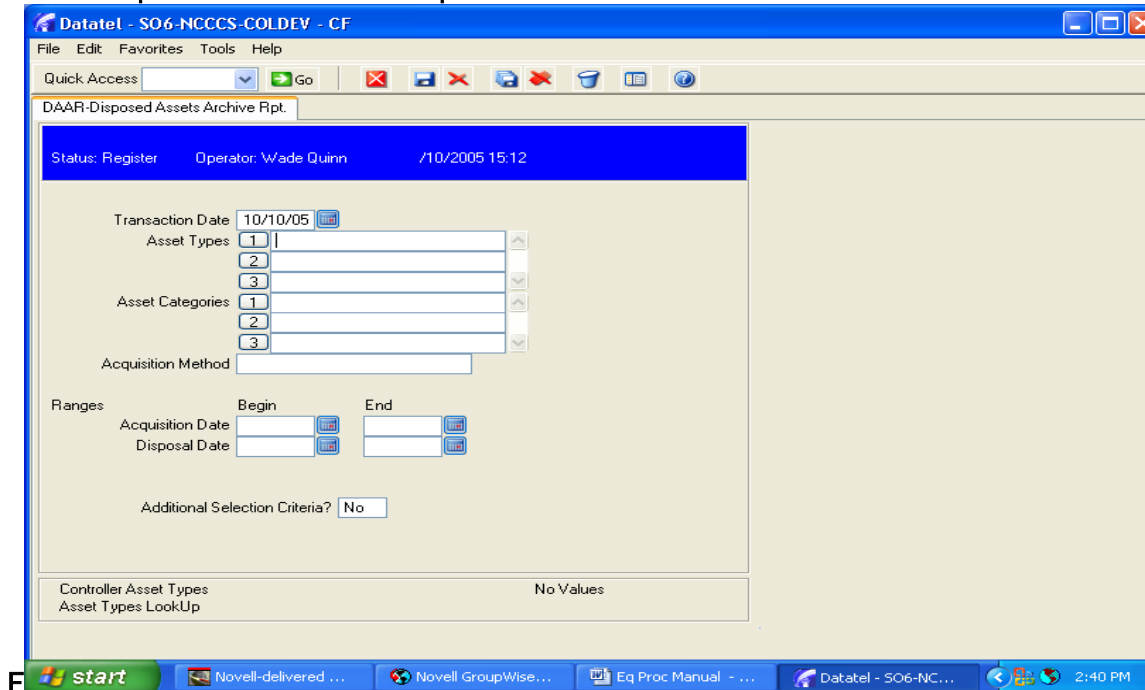 Datatel - SO6-NCCCS-COLDEV - CF
File Edit Favorites Tools Help
Quick Access Go
DAAR-Disposed Assets Archive Rpt.
Status: Register Operator: Wade Quinn /10/2005 15:12
Transaction Date 10/10/05
Asset Types 1
2
3
Asset Categories 1
2
3
Acquisition Method
Ranges Begin End
Acquisition Date
Disposal Date
Additional Selection Criteria? No
Controller Asset Types No Values
Asset Types LookUp
F start Novell-delivered ... Novell GroupWise... Eq Proc Manual - ... Datatel - SO6-NC... 2:40 PM